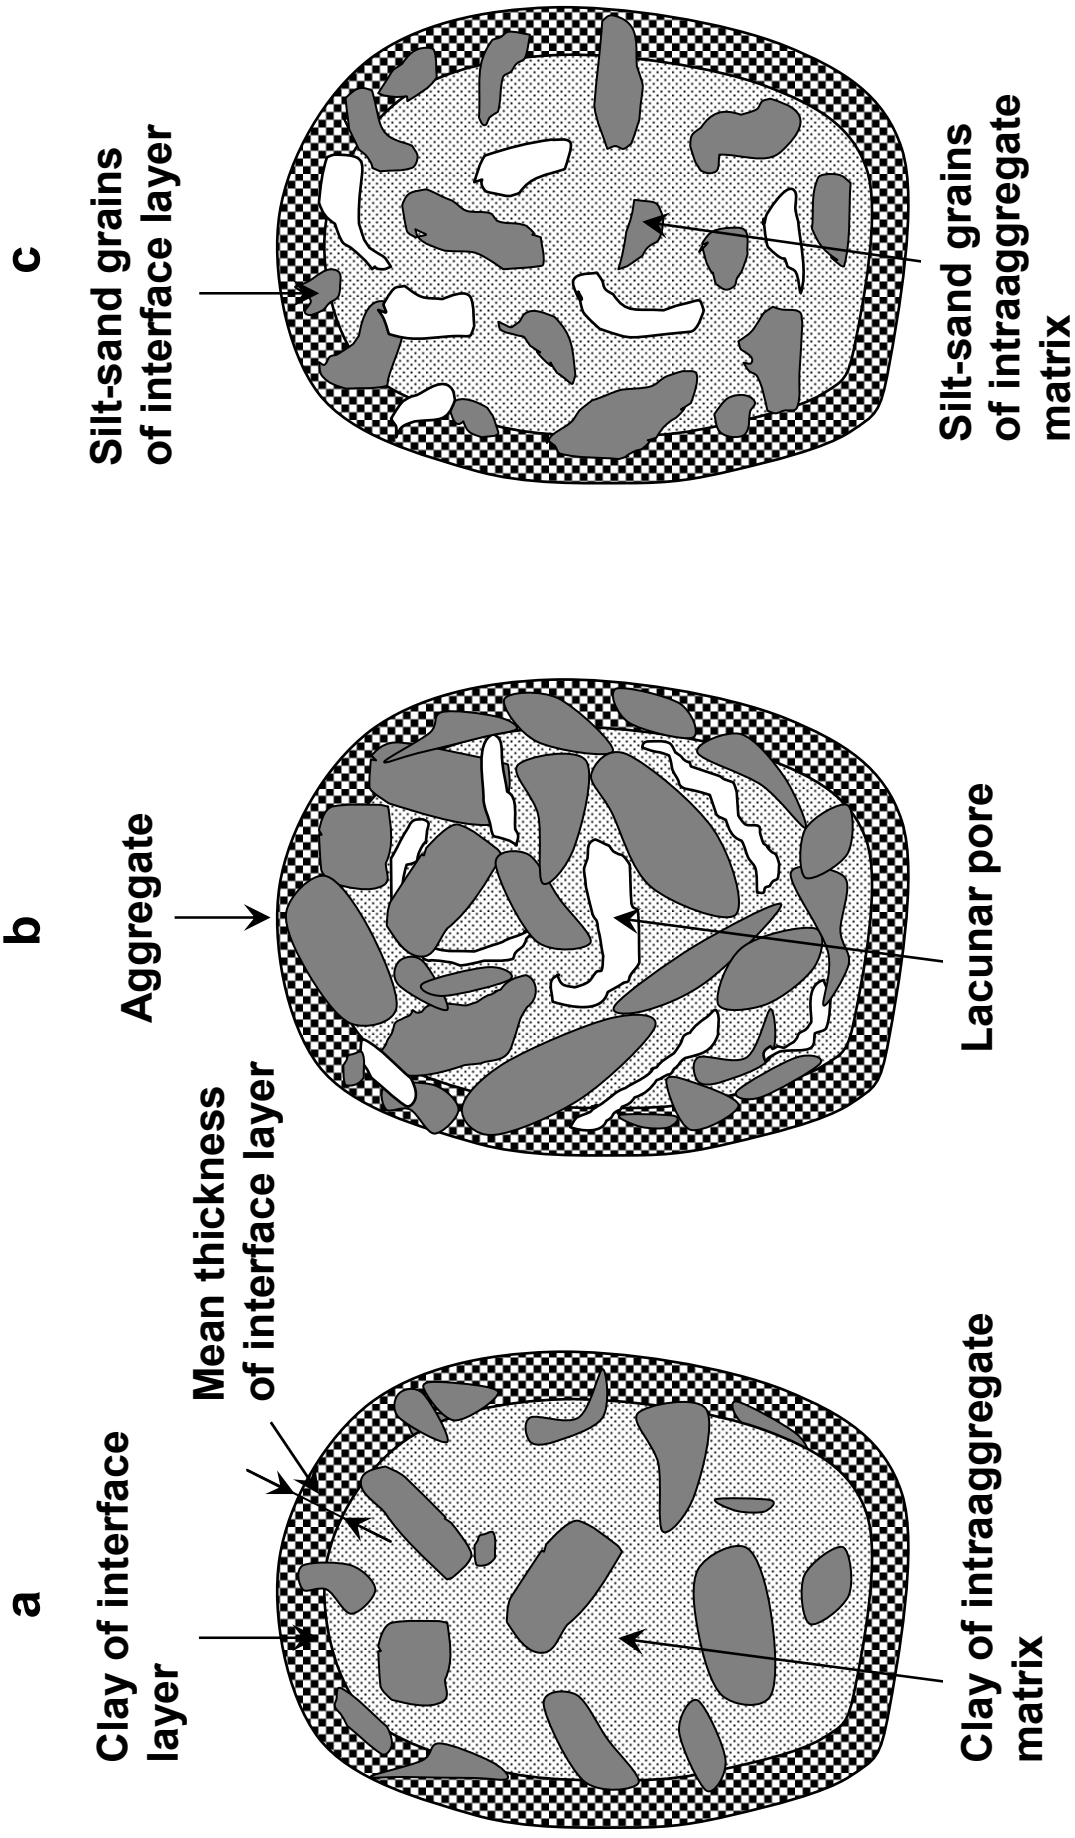 a
b
c
Clay of interface
layer
Mean thickness
of interface layer
Aggregate
Silt-sand grains
of interface layer
Clay of intraaggregate
matrix
Lacunar pore
Silt-sand grains
of intraaggregate
matrix